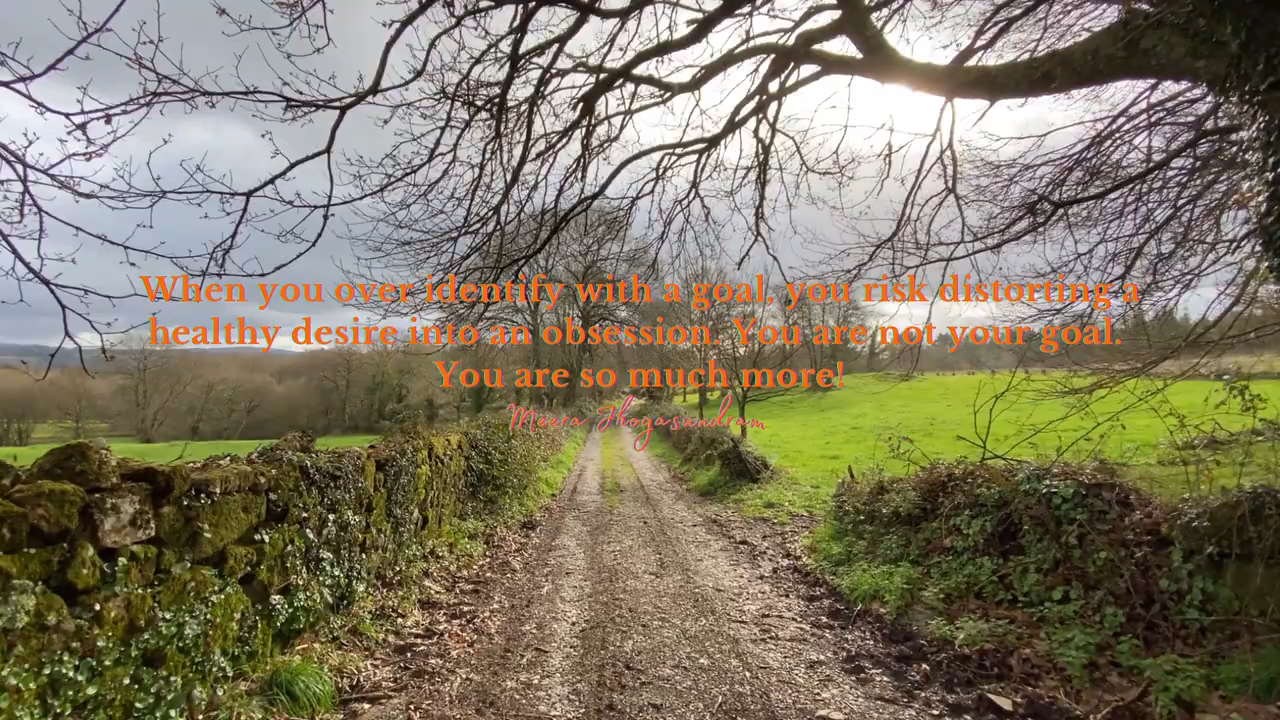 When you over identify with a goal, you risk distorting a
healthy desire into an obsession. You are not your goal.
You are so much more!
Meera Thogasundram